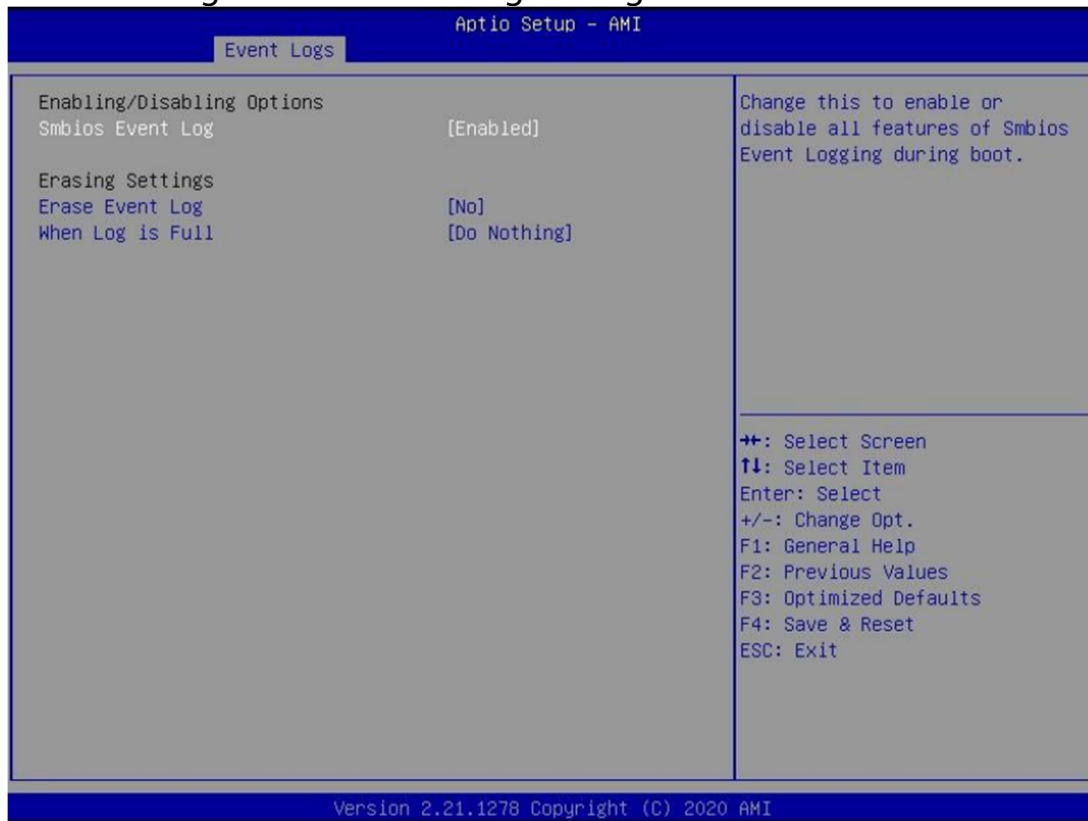 Aptio Setup - AMI
Event Logs
Enabling/Disabling Options
Smbios Event Log [Enabled]
Erasing Settings
Erase Event Log [No]
When Log is Full [Do Nothing]
Change this to enable or
disable all features of Smbios
Event Logging during boot.
→←: Select Screen
↑↓: Select Item
Enter: Select
+/-: Change Opt.
F1: General Help
F2: Previous Values
F3: Optimized Defaults
F4: Save & Reset
ESC: Exit
Version 2.21.1278 Copyright (C) 2020 AMI